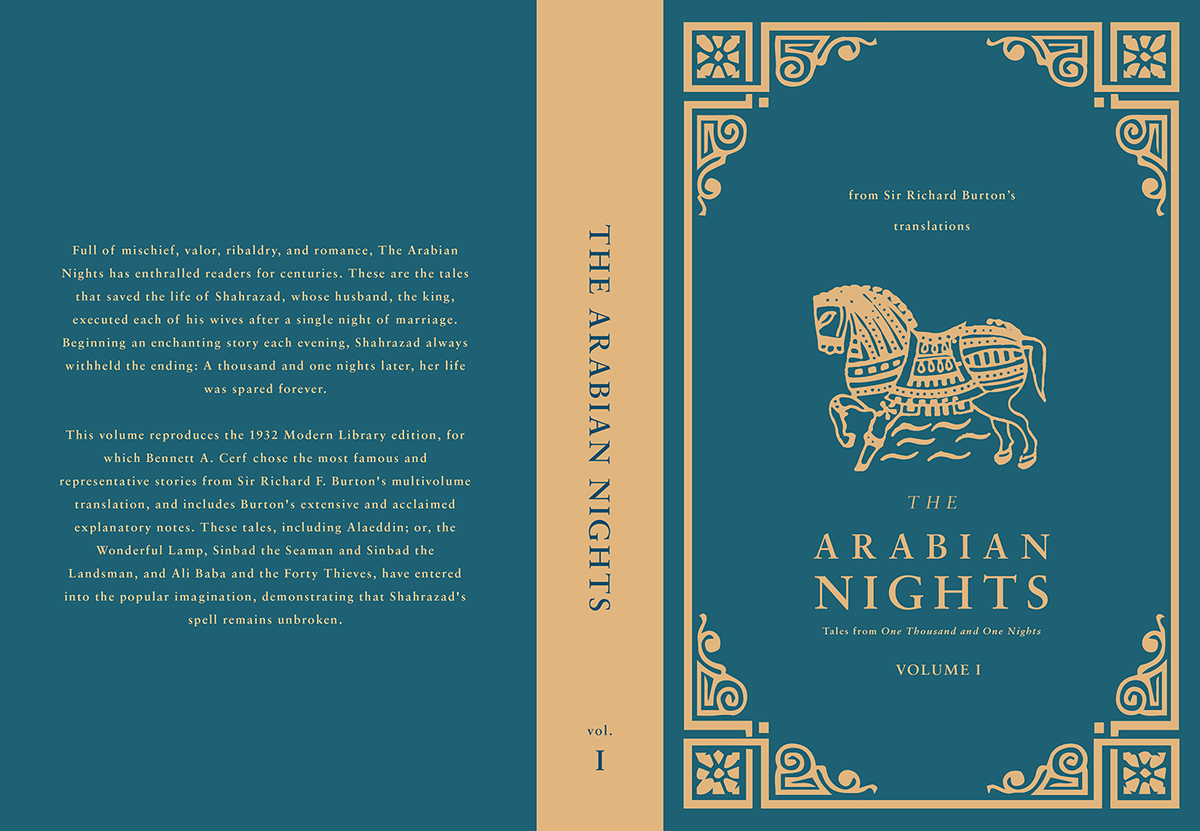 Full of mischief, valor, ribaldry, and romance, The Arabian
Nights has enthralled readers for centuries. These are the tales
that saved the life of Shahrazad, whose husband, the king,
executed each of his wives after a single night of marriage.
Beginning an enchanting story each evening, Shahrazad always
withheld the ending: A thousand and one nights later, her life
was spared forever.
This volume reproduces the 1932 Modern Library edition, for
which Bennett A. Cerf chose the most famous and
representative stories from Sir Richard F. Burton's multivolume
translation, and includes Burton's extensive and acclaimed
explanatory notes. These tales, including Alaeddin; or, the
Wonderful Lamp, Sinbad the Seaman and Sinbad the
Landsman, and Ali Baba and the Forty Thieves, have entered
into the popular imagination, demonstrating that Shahrazad's
spell remains unbroken.
THE ARABIAN NIGHTS
vol.
I
from Sir Richard Burton’s
translations
THE
ARABIAN
NIGHTS
Tales from One Thousand and One Nights
VOLUME I